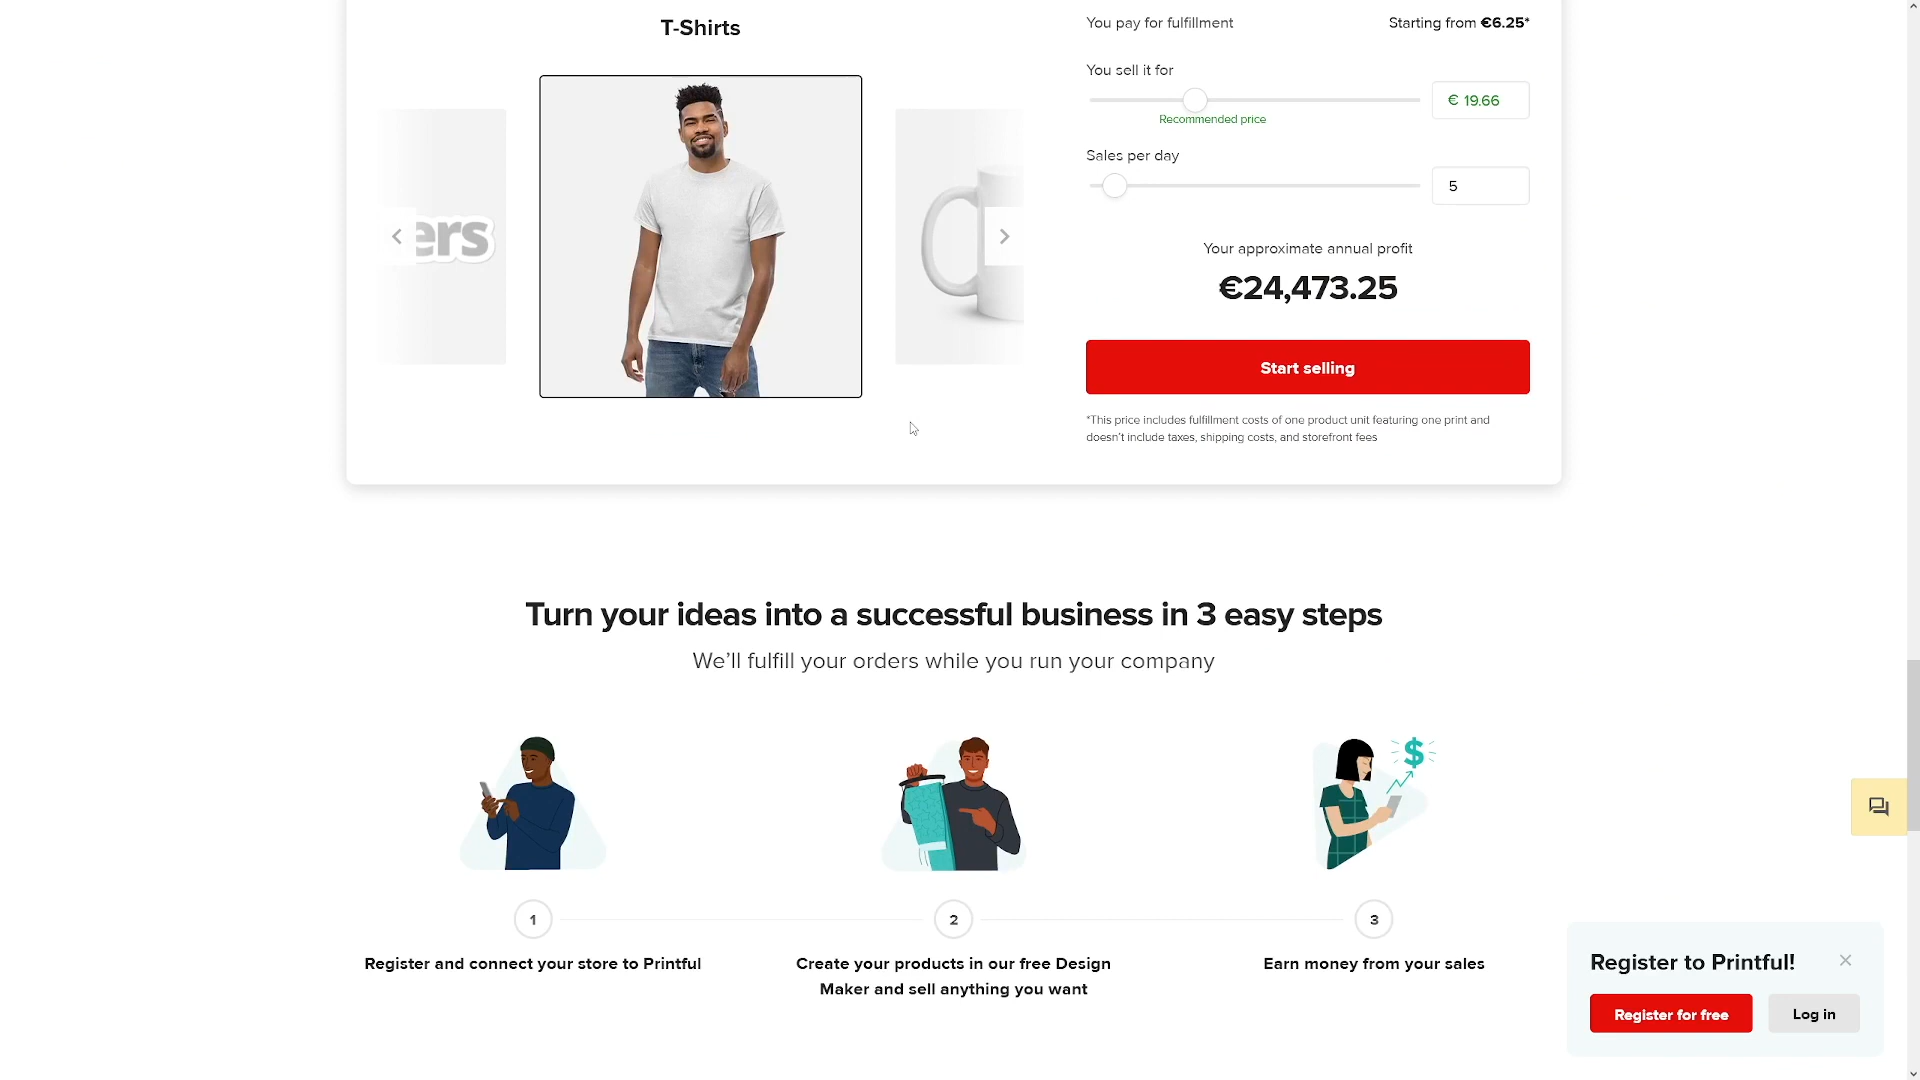 T-Shirts
ers
You pay for fulfillment
Starting from €6.25*
You sell it for
€ 19.66
Recommended price
Sales per day
5
Your approximate annual profit
€24,473.25
Start selling
*This price includes fulfillment costs of one product unit featuring one print and
doesn't include taxes, shipping costs, and storefront fees
Turn your ideas into a successful business in 3 easy steps
We'll fulfill your orders while you run your company
$
1
2
3
Register and connect your store to Printful
Create your products in our free Design
Maker and sell anything you want
Earn money from your sales
Register to Printful!
Register for free
Log in